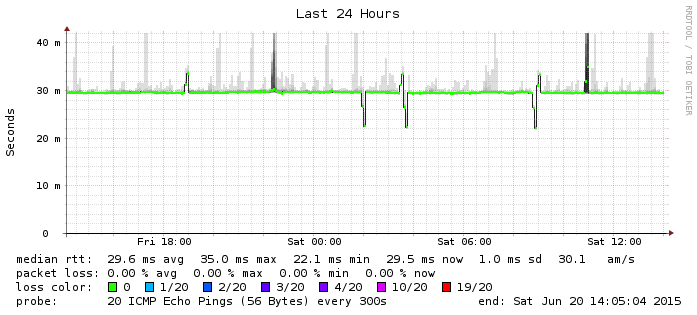 Last 24 Hours
RRDTOOL / TOBI OETIKER
Seconds
40 m
30 m
20 m
10 m
0
Fri 18:00 Sat 00:00 Sat 06:00 Sat 12:00
median rtt: 29.6 ms avg 35.0 ms max 22.1 ms min 29.5 ms now 1.0 ms sd 30.1 am/s
packet loss: 0.00 % avg 0.00 % max 0.00 % min 0.00 % now
loss color: 0 1/20 2/20 3/20 4/20 10/20 19/20
probe: 20 ICMP Echo Pings (56 Bytes) every 300s end: Sat Jun 20 14:05:04 2015